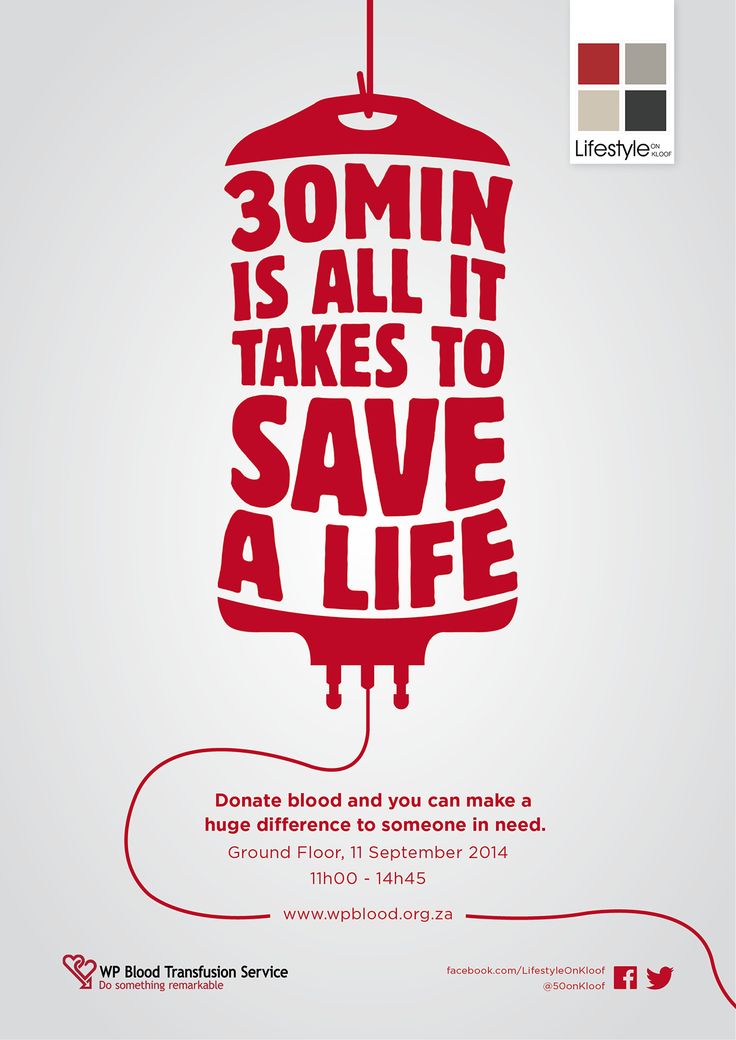 Lifestyle ON KLOOF
30MIN
IS ALL IT
TAKES TO
SAVE
A LIFE
Donate blood and you can make a
huge difference to someone in need.
Ground Floor, 11 September 2014
11h00 - 14h45
www.wpblood.org.za
WP Blood Transfusion Service
Do something remarkable
facebook.com/LifestyleOnKloof
@50onKloof